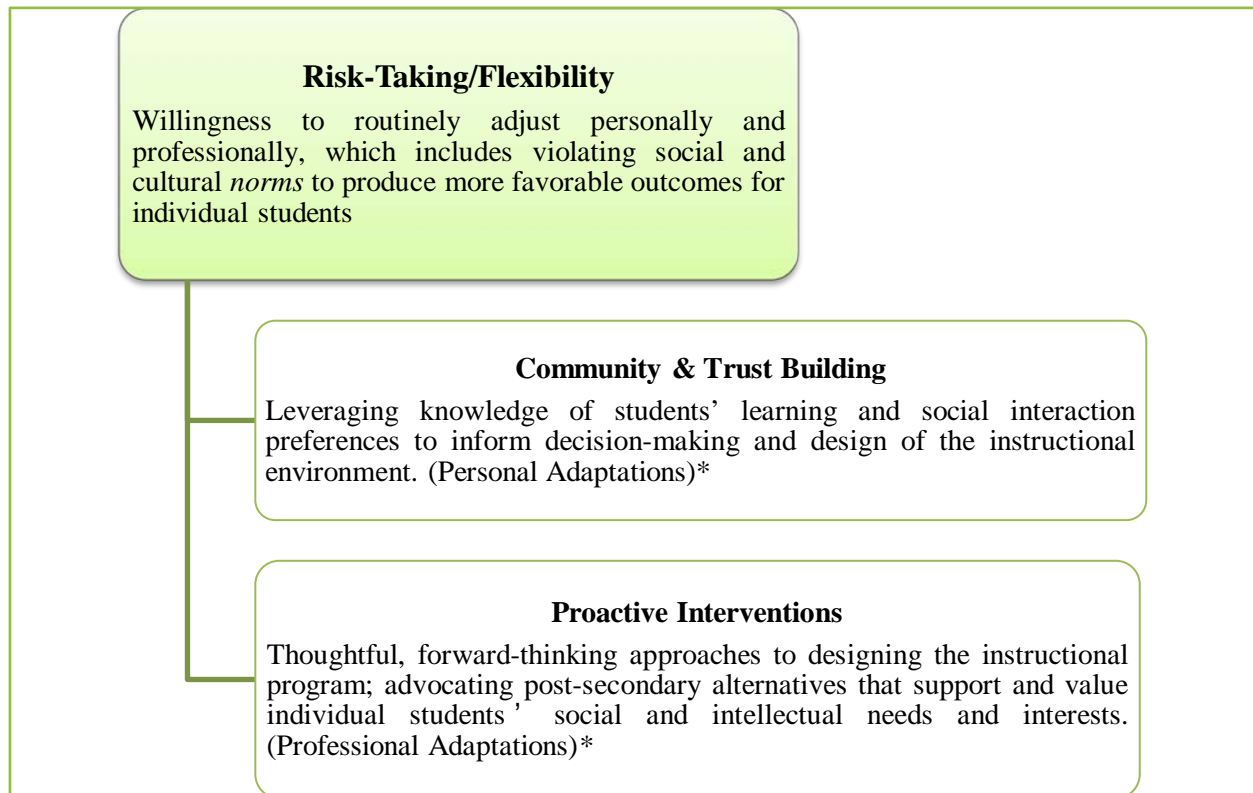 Risk-Taking/Flexibility
Willingness to routinely adjust personally and
professionally, which includes violating social and
cultural norms to produce more favorable outcomes for
individual students
Community & Trust Building
Leveraging knowledge of students’ learning and social interaction
preferences to inform decision-making and design of the instructional
environment. (Personal Adaptations)*
Proactive Interventions
Thoughtful, forward-thinking approaches to designing the instructional
program; advocating post-secondary alternatives that support and value
individual students’ social and intellectual needs and interests.
(Professional Adaptations)*